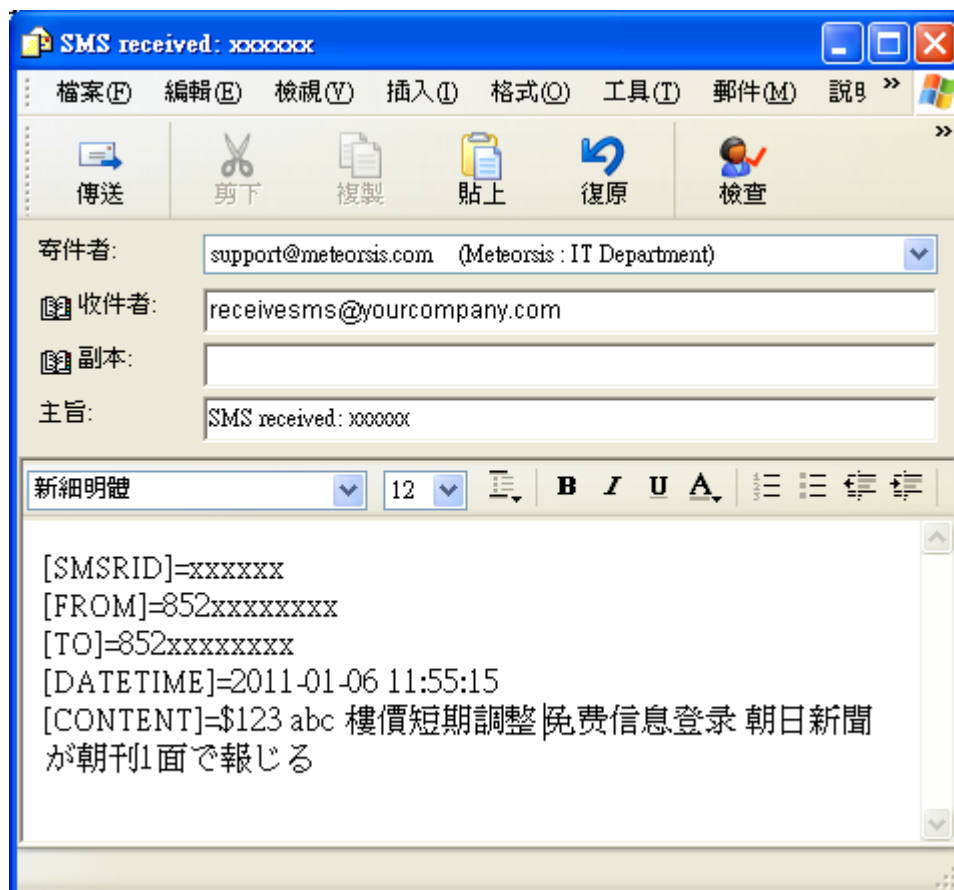 SMS received: xxxxxx
檔案(F) 編輯(E) 檢視(V) 插入(I) 格式(O) 工具(T) 郵件(M) 說明 »
»
傳送 剪下 複製 貼上 復原 檢查
寄件者: support@meteorsis.com (Meteorsis : IT Department)
收件者: receivesms@yourcompany.com
副本:
主旨: SMS received: xxxxxx
新細明體 12 B I U A
[SMSRID]=xxxxxx
[FROM]=852xxxxxxxx
[TO]=852xxxxxxxx
[DATETIME]=2011-01-06 11:55:15
[CONTENT]=$123 abc 樓價短期調整 免费信息登录 朝日新聞
が朝刊1面で報じる